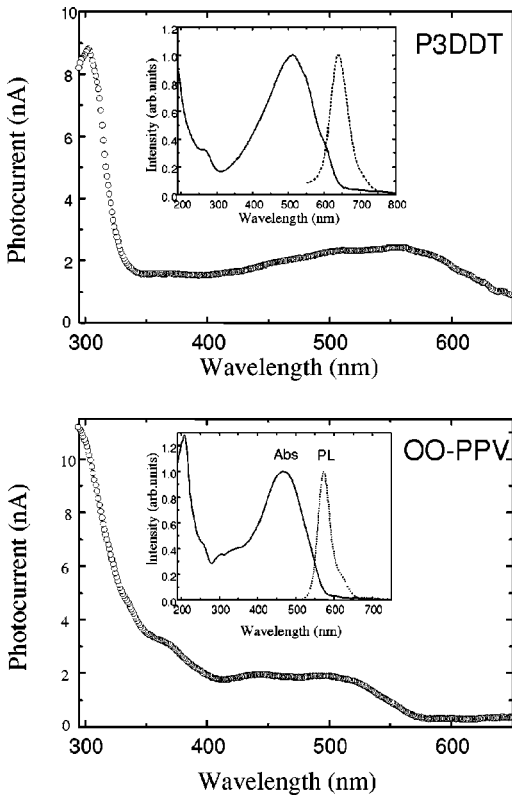 P3DDT
Photocurrent (nA)
10
8
6
4
2
0
300 400 500 600
Wavelength (nm)
Intensity (arb.units)
1.2
1.0
0.8
0.6
0.4
0.2
0.0
200 300 400 500 600 700 800
Wavelength (nm)
OO-PPV
Photocurrent (nA)
10
8
6
4
2
0
300 400 500 600
Wavelength (nm)
Abs PL
Intensity (arb.units)
1.2
1.0
0.8
0.6
0.4
0.2
0.0
200 300 400 500 600 700
Wavelength (nm)